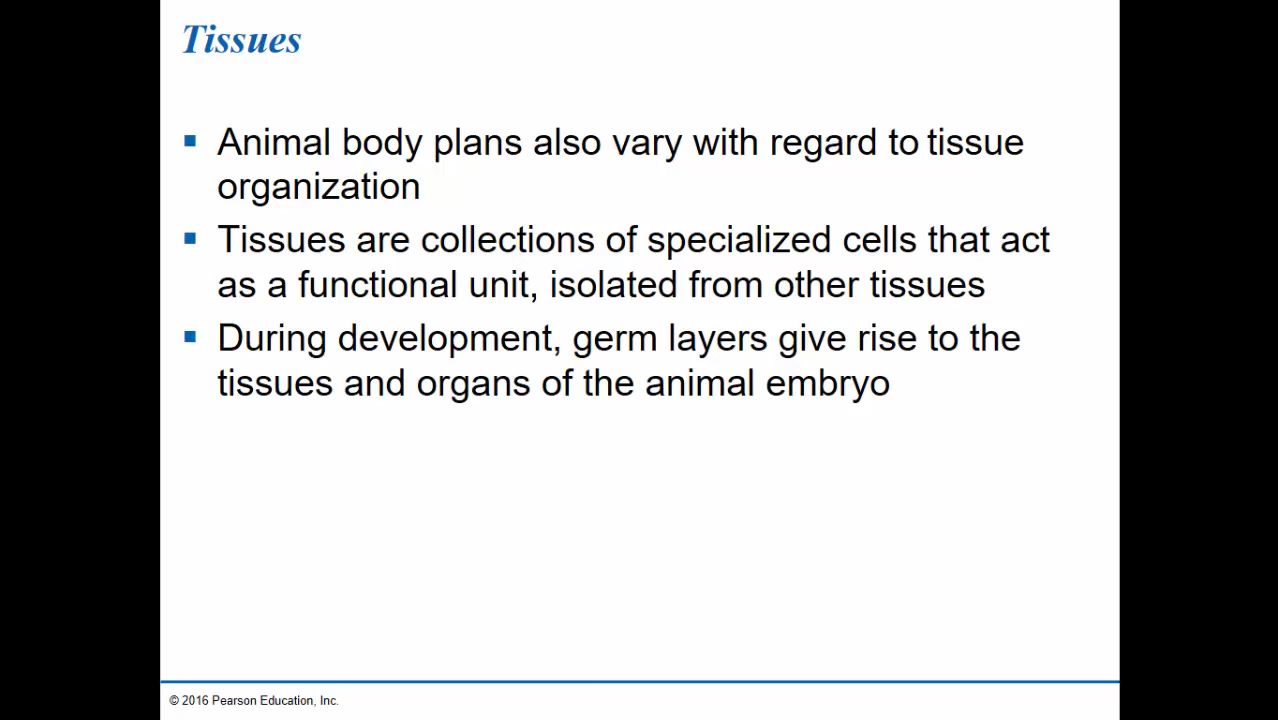 Tissues
▪ Animal body plans also vary with regard to tissue
organization
▪ Tissues are collections of specialized cells that act
as a functional unit, isolated from other tissues
▪ During development, germ layers give rise to the
tissues and organs of the animal embryo
© 2016 Pearson Education, Inc.